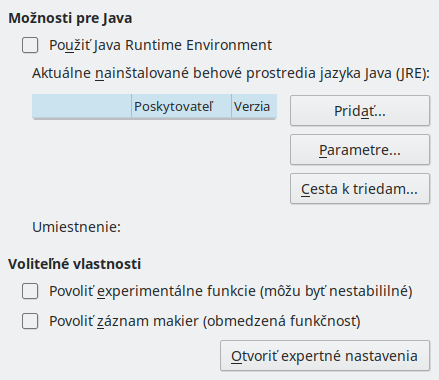 Možnosti pre Java
Použiť Java Runtime Environment
Aktuálne nainštalované behové prostredia jazyka Java (JRE):
Poskytovateľ Verzia
Pridať...
Parametre...
Cesta k triedam...
Umiestnenie:
Voliteľné vlastnosti
Povoliť experimentálne funkcie (môžu byť nestabililné)
Povoliť záznam makier (obmedzená funkčnosť)
Otvoriť expertné nastavenia